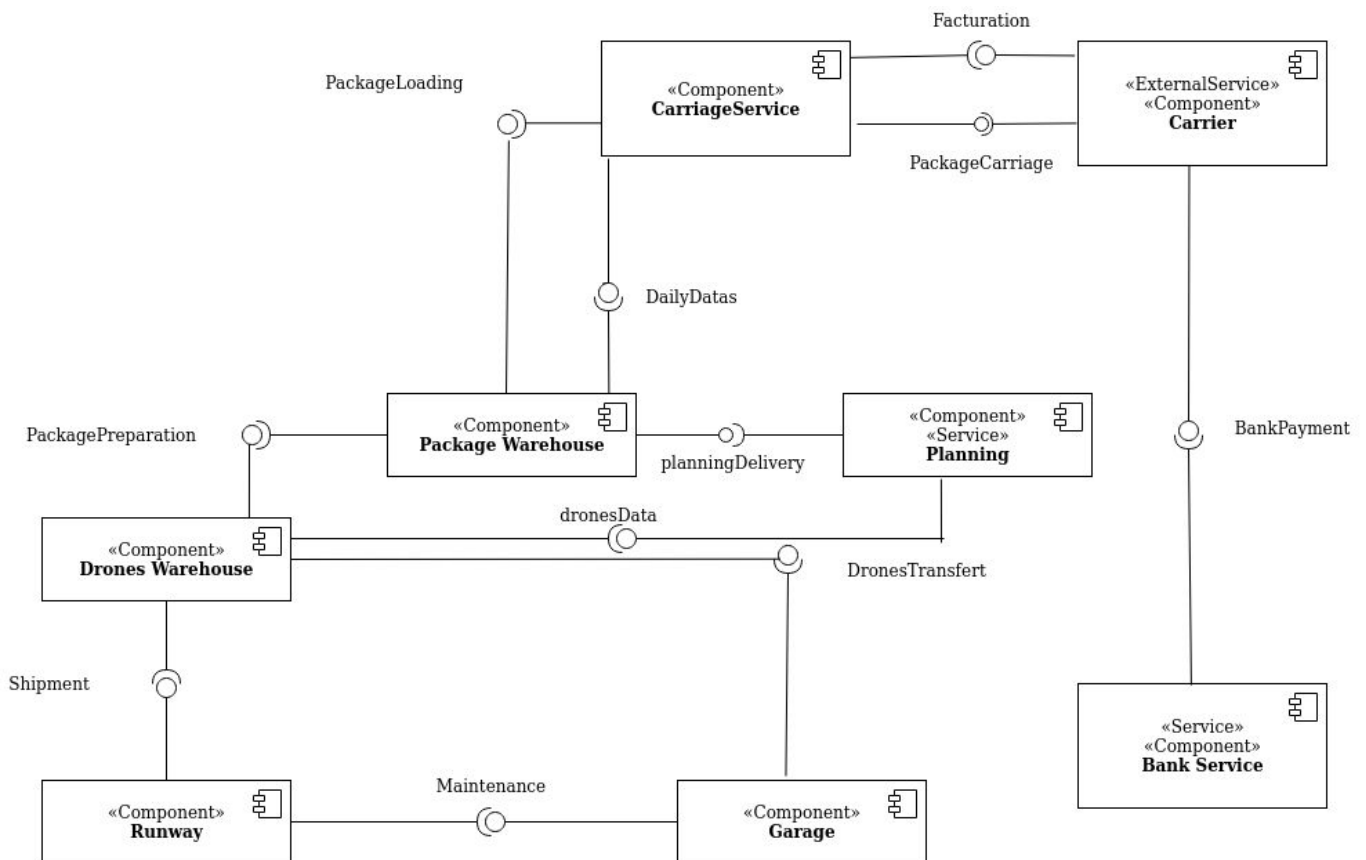 Facturation
PackageLoading
«Component»
CarriageService
«ExternalService»
«Component»
Carrier
PackageCarriage
DailyDatas
PackagePreparation
«Component»
Package Warehouse
planningDelivery
«Component»
«Service»
Planning
BankPayment
dronesData
«Component»
Drones Warehouse
DronesTransfert
Shipment
«Service»
«Component»
Bank Service
Maintenance
«Component»
Runway
«Component»
Garage